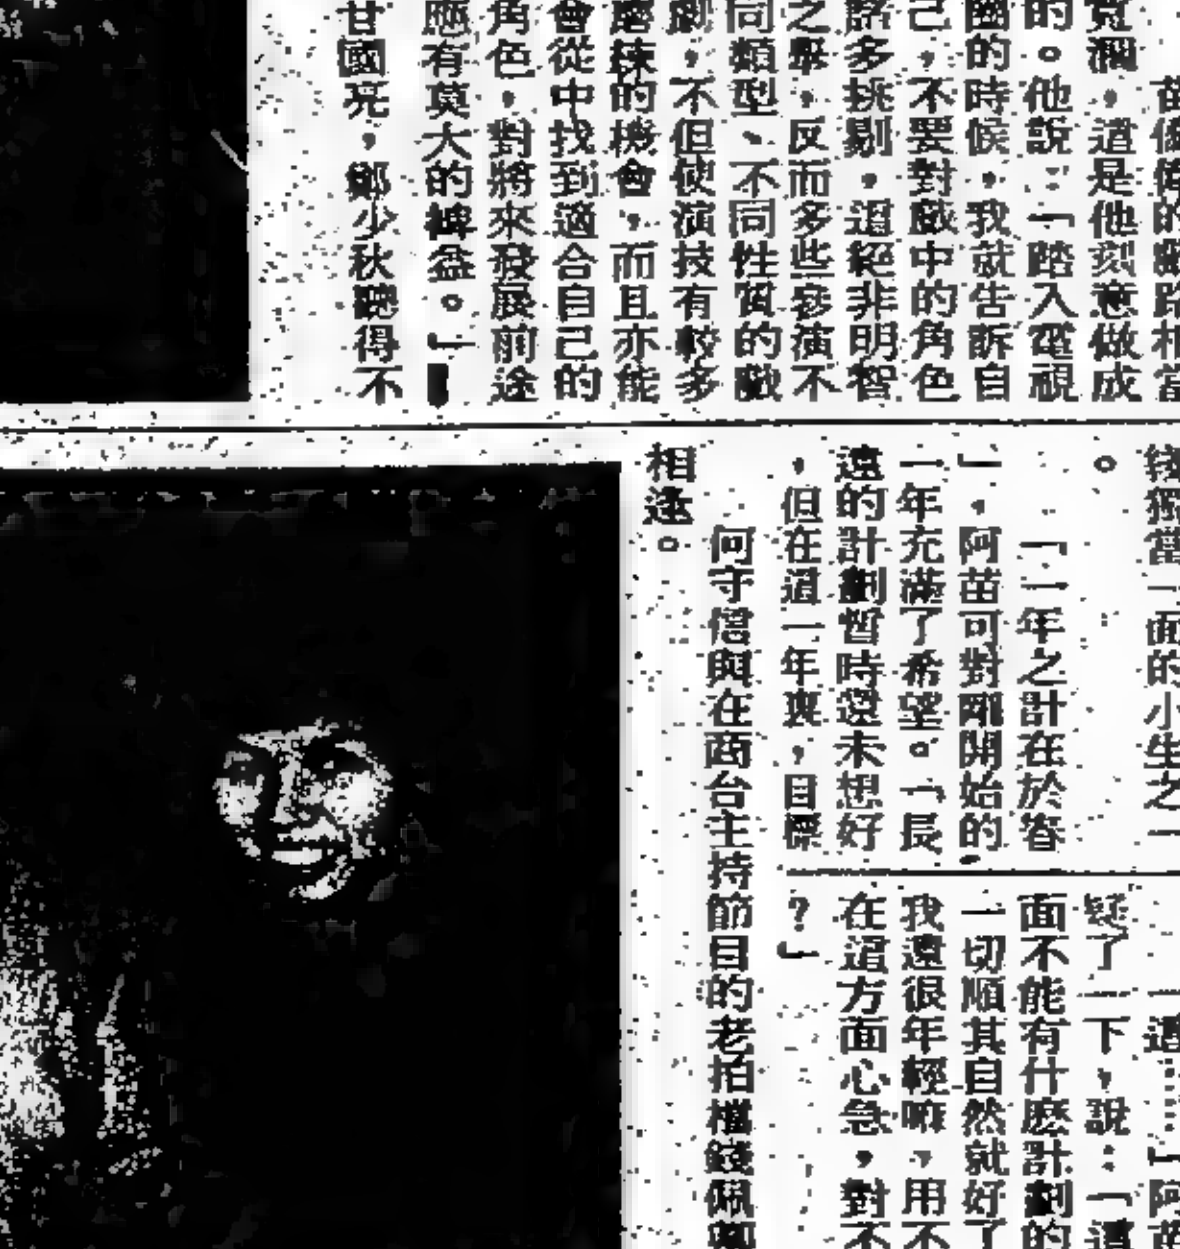 苗僑偉的戲路相當
寬濶，這是他刻意做成
的。他說：「踏入電視
圈的時候，我就告訴自
己，不要對戲中的角色
諸多挑剔，這絕非明智
之舉，反而多些參演不
同類型、不同性質的戲
劇，不但使演技有較多
磨練的機會，而且亦能
會從中找到適合自己的
角色，對將來發展前途
應有莫大的裨益。」
甘國亮，鄭少秋聽得不
錢獨當一面的小生之一
。
「一年之計在於春
」，阿苗可對剛開始的
一年充滿了希望。「長
遠的計劃暫時還未想好
，但在這一年裏，目標
一這……」阿苗
疑了一下，說：「這
面不能有什麼計劃的
一切順其自然就好了
我還很年輕嘛，用不
在這方面心急，對不
？」
何守信與在商台主持節目的老拍檔錢佩卿
相逢。